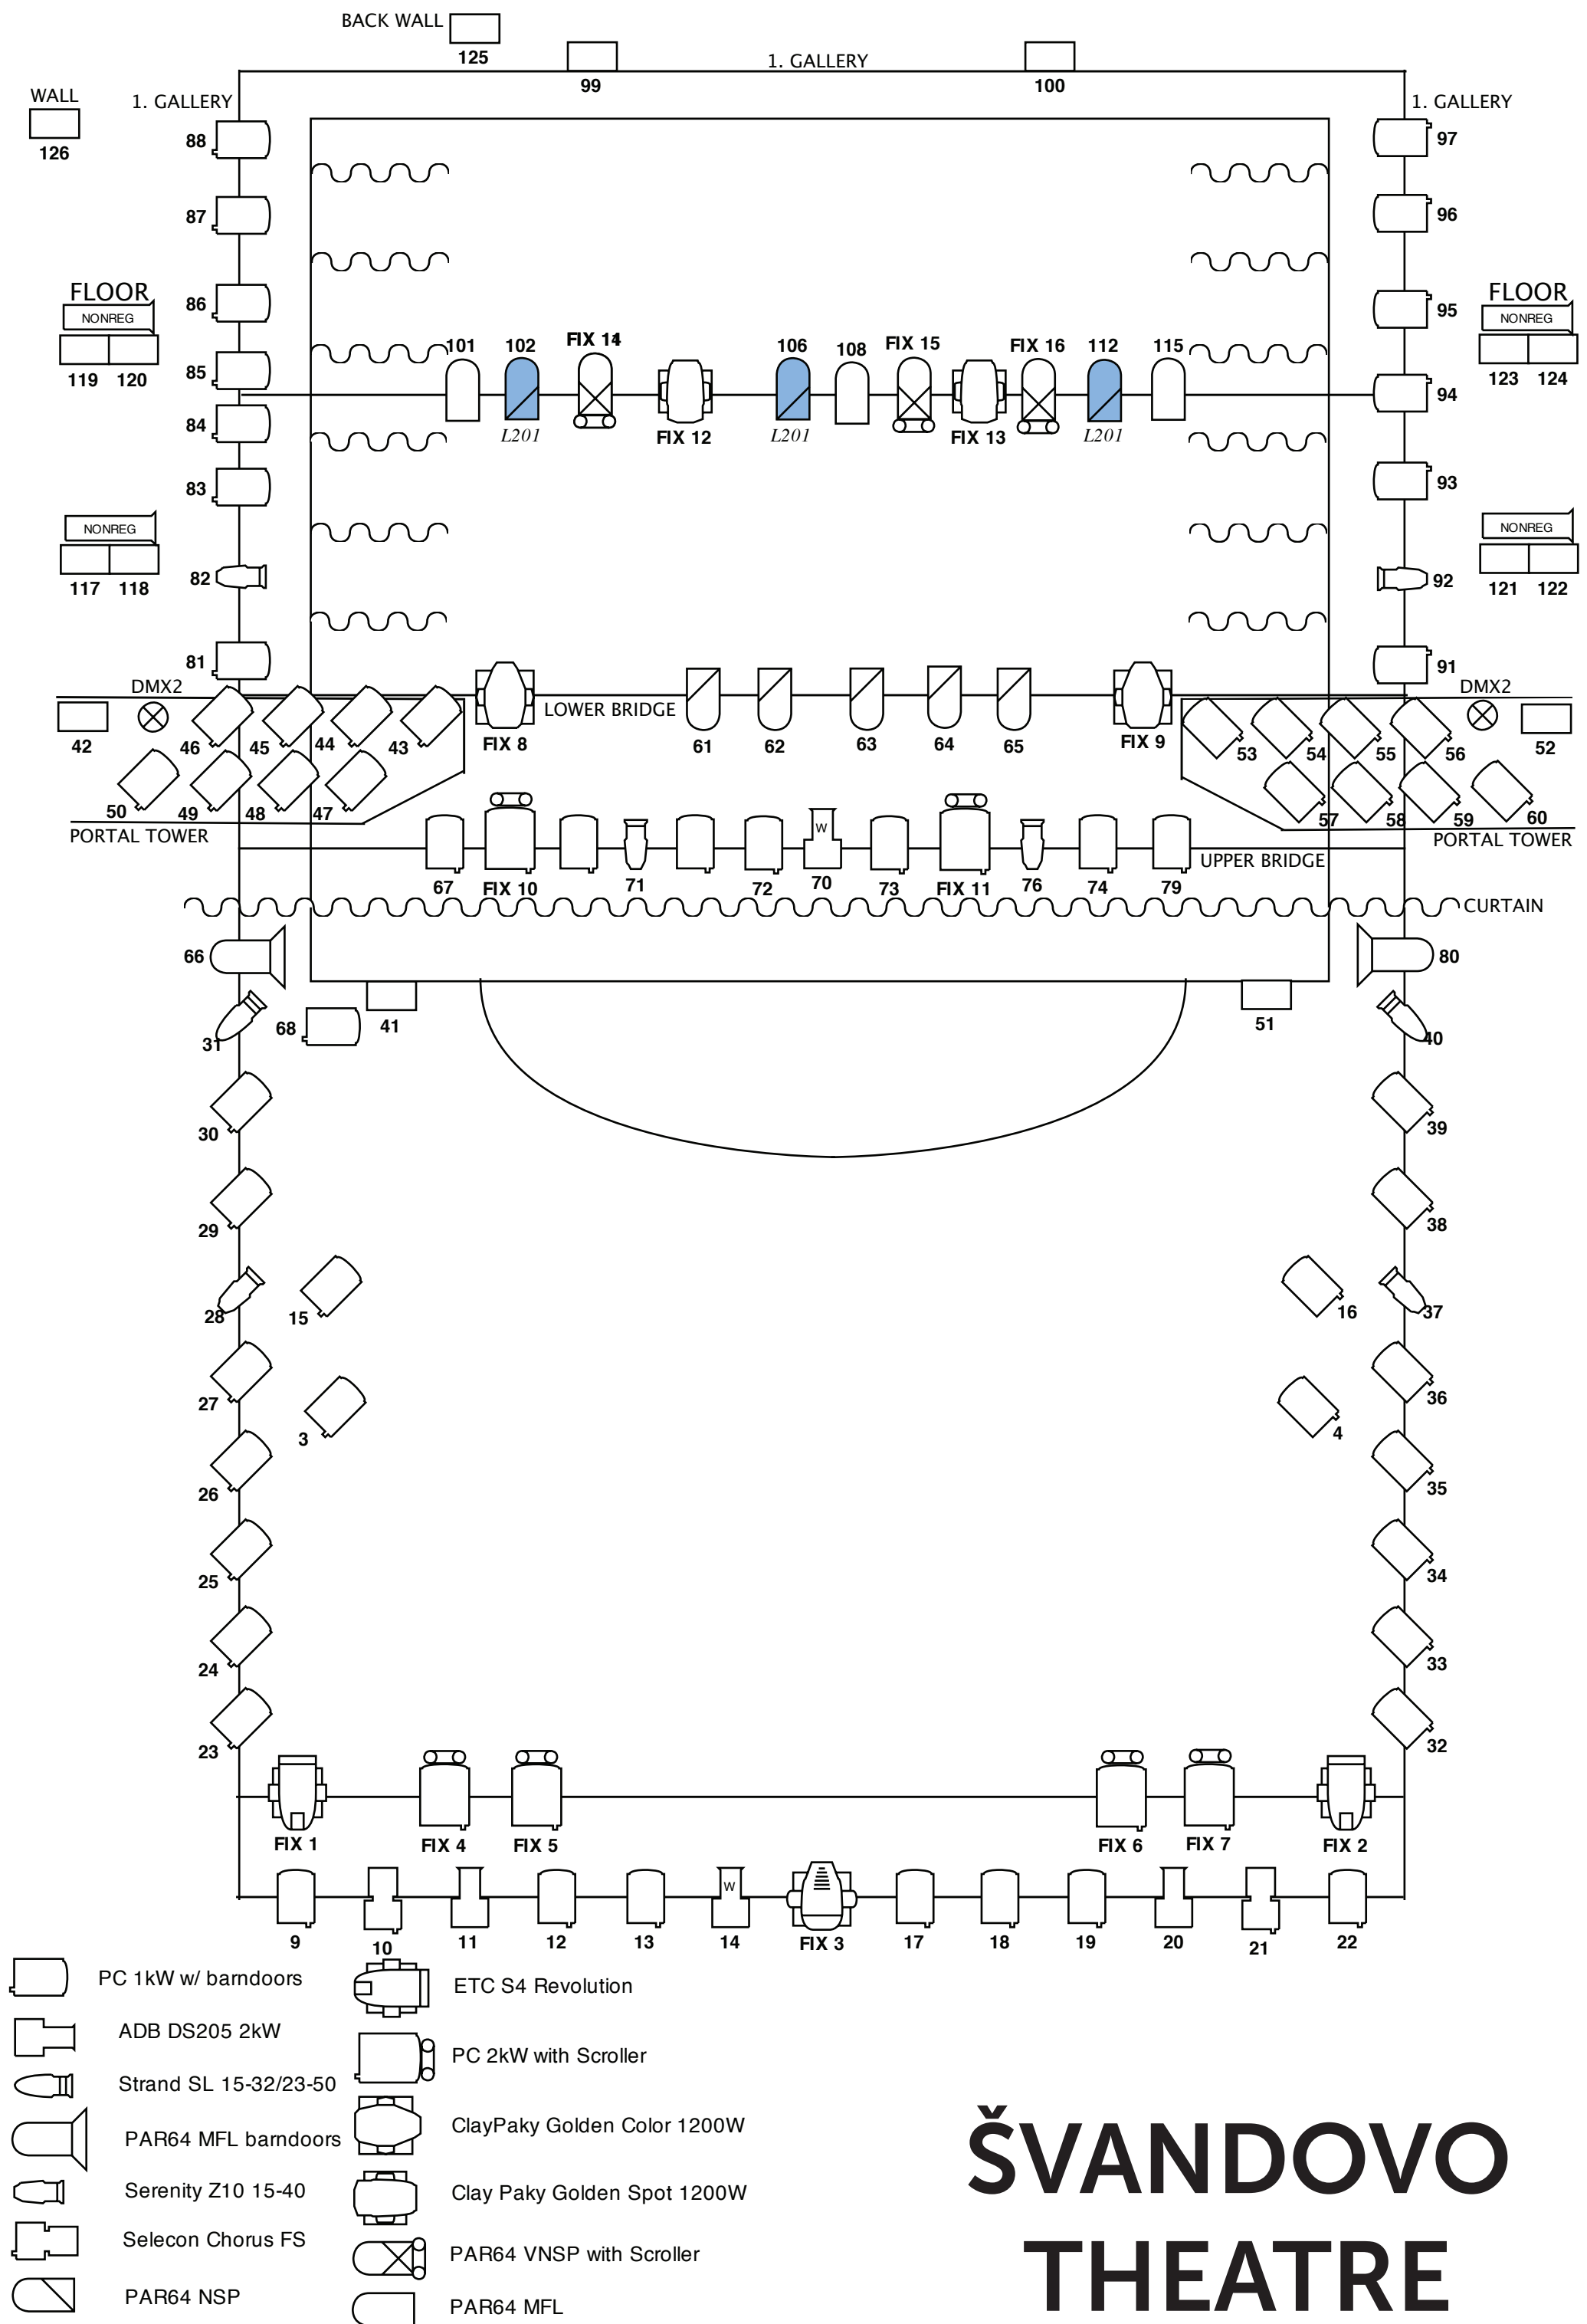 BACK WALL
125
99
1. GALLERY
100
WALL
126
1. GALLERY
1. GALLERY
88
97
87
96
FLOOR
NONREG
119 120
86
95
FLOOR
NONREG
123 124
85
84
94
101
102
FIX 14
106
108
FIX 15
FIX 16
112
115
L201
FIX 12
L201
FIX 13
L201
83
93
NONREG
117 118
NONREG
121 122
82
92
81
91
DMX2
DMX2
42
46
45
44
43
FIX 8
LOWER BRIDGE
61
62
63
64
65
FIX 9
53
54
55
56
52
50
49
48
47
57
58
59
60
PORTAL TOWER
PORTAL TOWER
W
67
FIX 10
71
72
70
73
FIX 11
76
74
79
UPPER BRIDGE
CURTAIN
66
80
31
68
41
51
40
30
39
29
38
28
15
16
37
27
36
3
4
26
35
25
34
24
33
23
32
FIX 1
FIX 4
FIX 5
FIX 6
FIX 7
FIX 2
W
9
10
11
12
13
14
FIX 3
17
18
19
20
21
22
PC 1kW w/ barndoors
ADB DS205 2kW
Strand SL 15-32/23-50
PAR64 MFL barndoors
Serenity Z10 15-40
Selecon Chorus FS
PAR64 NSP
ETC S4 Revolution
PC 2kW with Scroller
ClayPaky Golden Color 1200W
Clay Paky Golden Spot 1200W
PAR64 VNSP with Scroller
PAR64 MFL
ŠVANDOVO
THEATRE